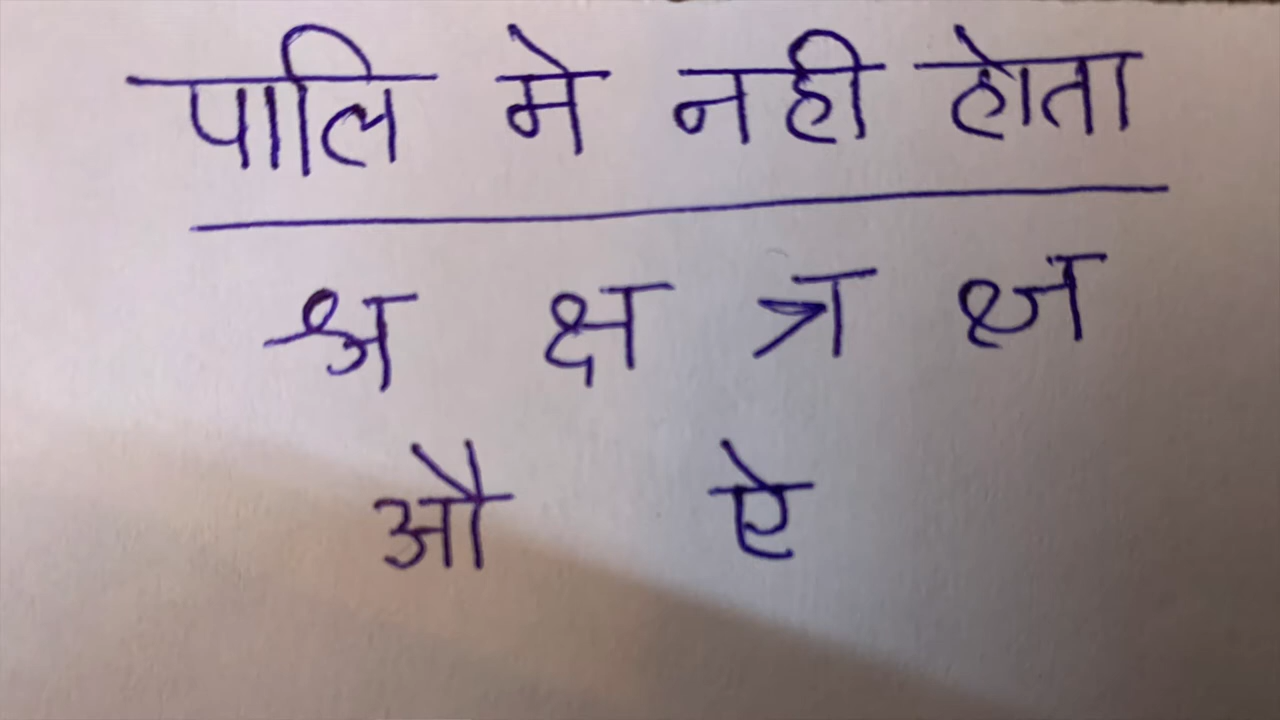 पालि मे नही होता
श्र क्ष त्र ज्ञ
औ ऐ